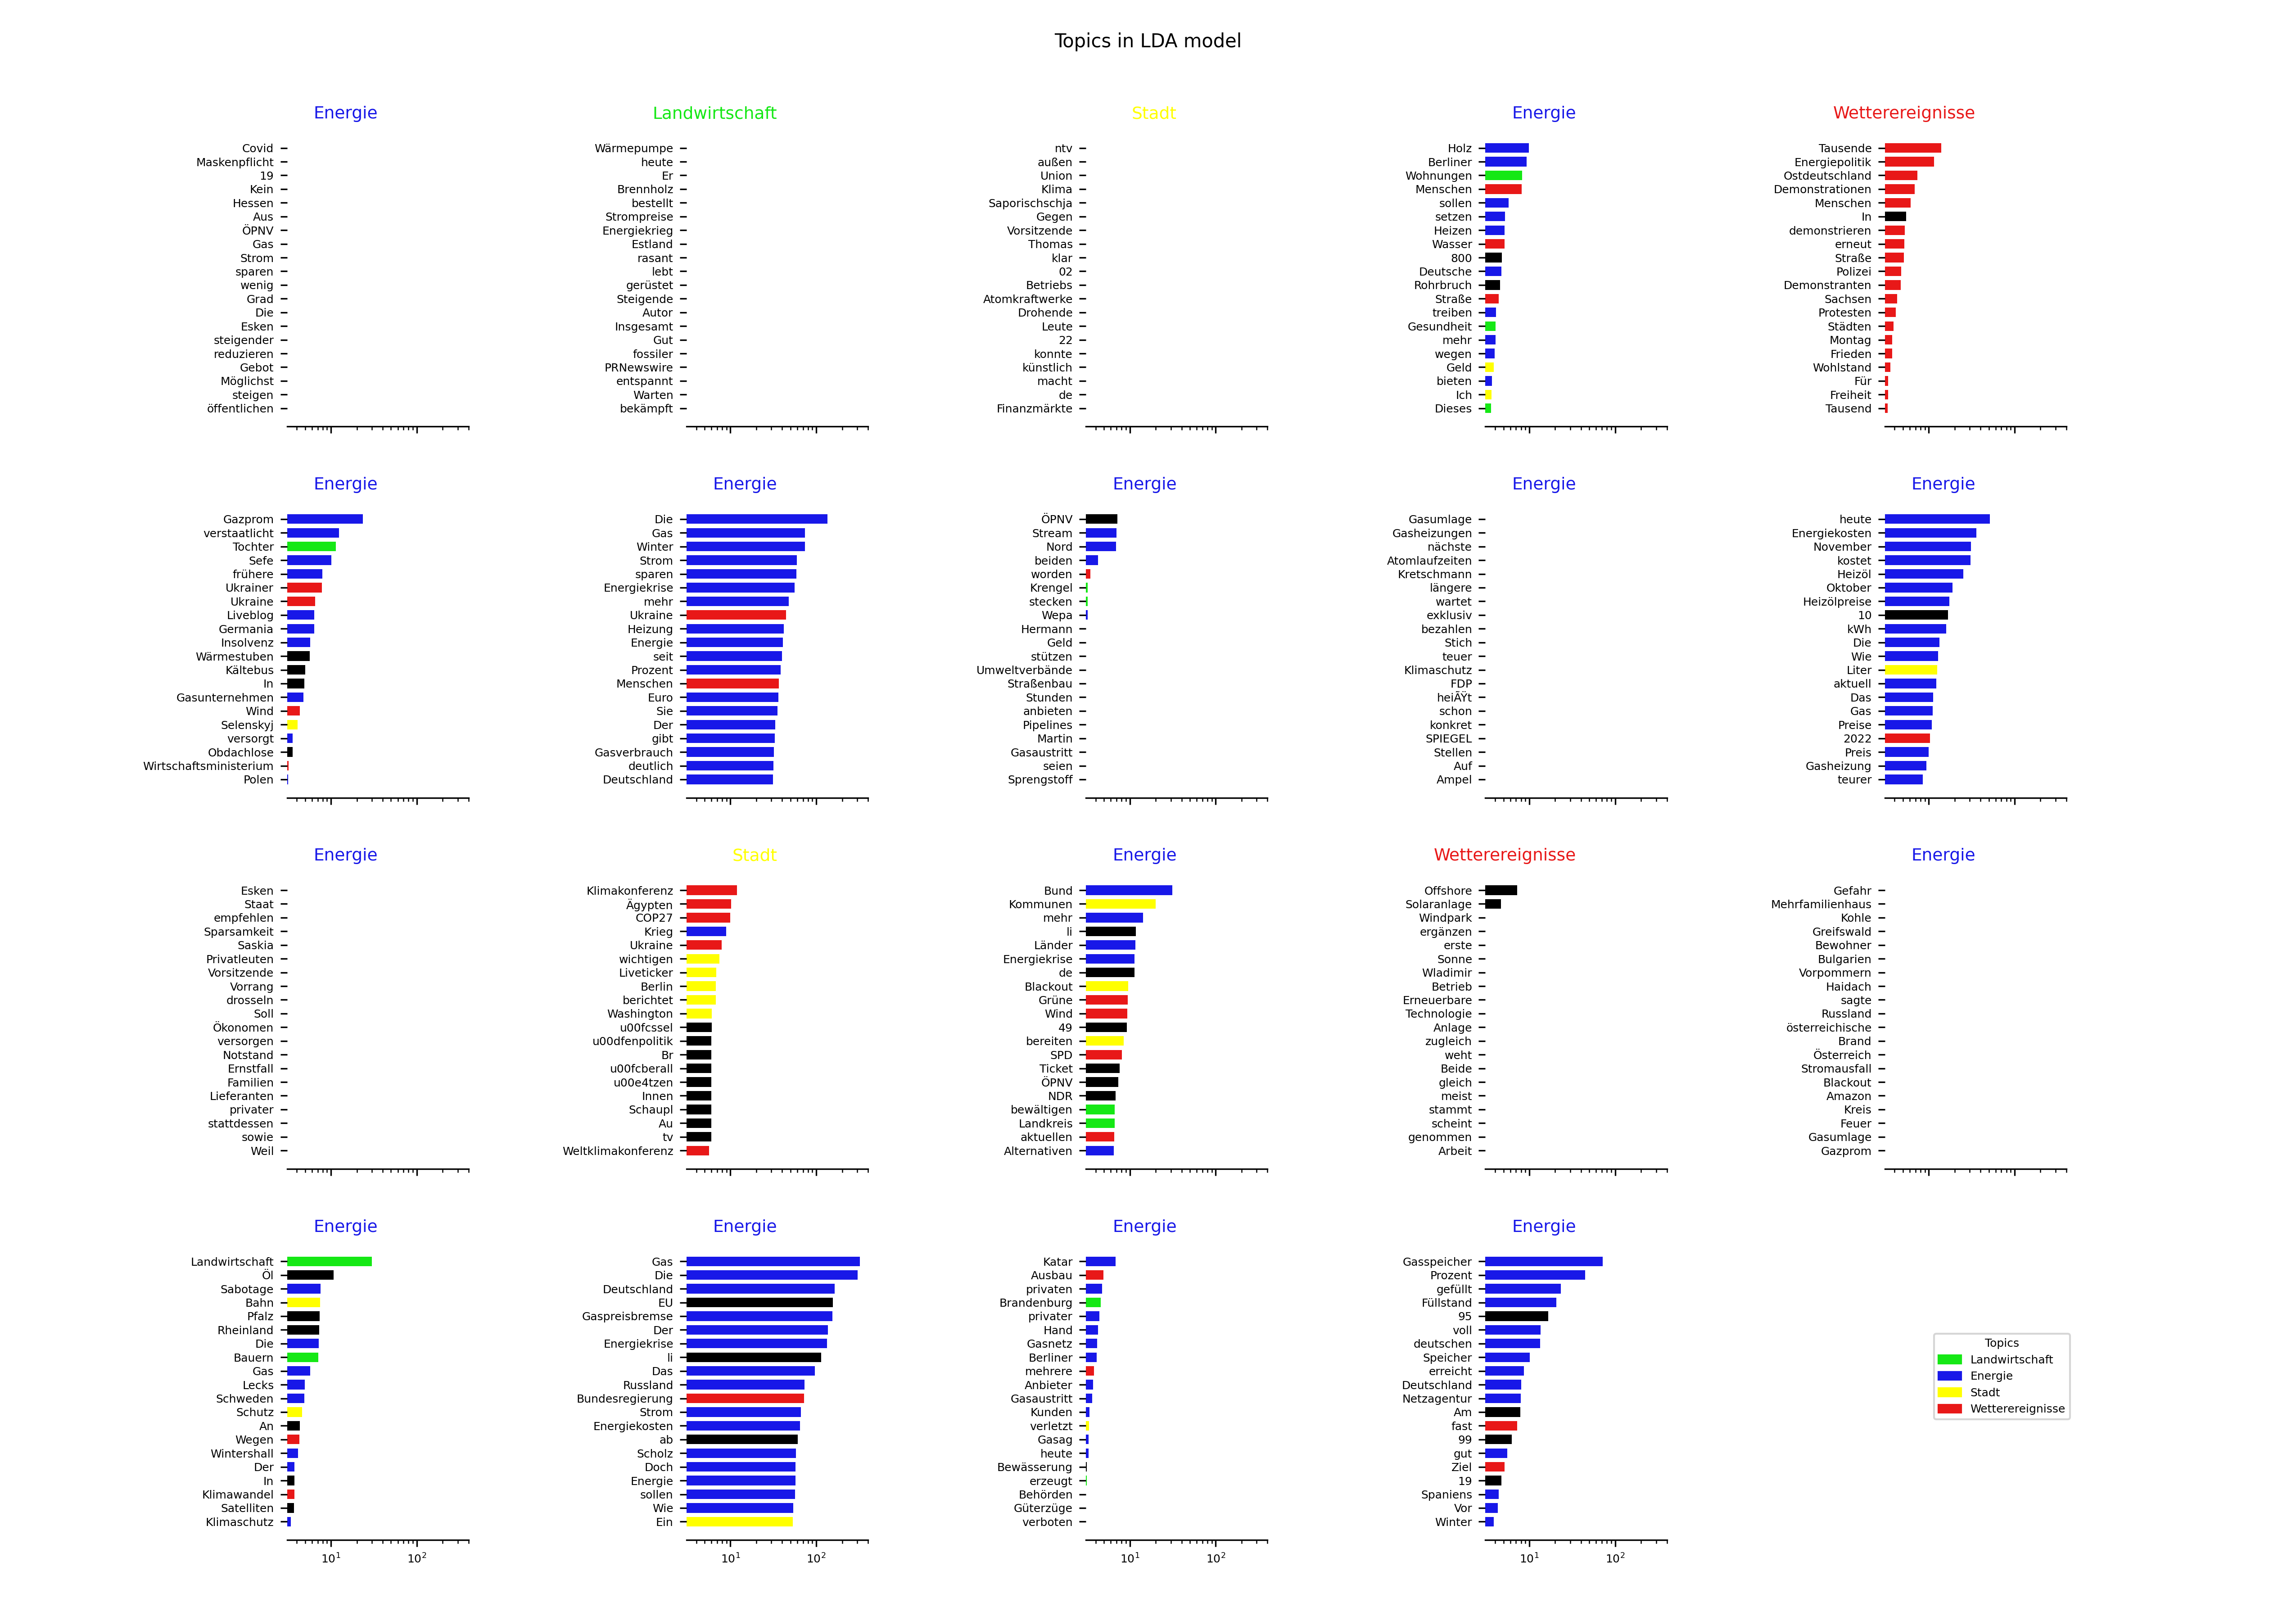 Topics in LDA model
Energie
Covid
Maskenpflicht
19
Kein
Hessen
Aus
ÖPNV
Gas
Strom
sparen
wenig
Grad
Die
Esken
steigender
reduzieren
Gebot
Möglichst
steigen
öffentlichen
Landwirtschaft
Wärmepumpe
heute
Er
Brennholz
bestellt
Strompreise
Energiekrieg
Estland
rasant
lebt
gerüstet
Steigende
Autor
Insgesamt
Gut
fossiler
PRNewswire
entspannt
Warten
bekämpft
Stadt
ntv
außen
Union
Klima
Saporischschja
Gegen
Vorsitzende
Thomas
klar
02
Betriebs
Atomkraftwerke
Drohende
Leute
22
konnte
künstlich
macht
de
Finanzmärkte
Energie
Holz
Berliner
Wohnungen
Menschen
sollen
setzen
Heizen
Wasser
800
Deutsche
Rohrbruch
Straße
treiben
Gesundheit
mehr
wegen
Geld
bieten
Ich
Dieses
Wetterereignisse
Tausende
Energiepolitik
Ostdeutschland
Demonstrationen
Menschen
In
demonstrieren
erneut
Straße
Polizei
Demonstranten
Sachsen
Protesten
Städten
Montag
Frieden
Wohlstand
Für
Freiheit
Tausend
Energie
Gazprom
verstaatlicht
Tochter
Sefe
frühere
Ukrainer
Ukraine
Liveblog
Germania
Insolvenz
Wärmestuben
Kältebus
In
Gasunternehmen
Wind
Selenskyj
versorgt
Obdachlose
Wirtschaftsministerium
Polen
Energie
Die
Gas
Winter
Strom
sparen
Energiekrise
mehr
Ukraine
Heizung
Energie
seit
Prozent
Menschen
Euro
Sie
Der
gibt
Gasverbrauch
deutlich
Deutschland
Energie
ÖPNV
Stream
Nord
beiden
worden
Krengel
stecken
Wepa
Hermann
Geld
stützen
Umweltverbände
Straßenbau
Stunden
anbieten
Pipelines
Martin
Gasaustritt
seien
Sprengstoff
Energie
Gasumlage
Gasheizungen
nächste
Atomlaufzeiten
Kretschmann
längere
wartet
exklusiv
bezahlen
Stich
teuer
Klimaschutz
FDP
heiÃŸt
schon
konkret
SPIEGEL
Stellen
Auf
Ampel
Energie
heute
Energiekosten
November
kostet
Heizöl
Oktober
Heizölpreise
10
kWh
Die
Wie
Liter
aktuell
Das
Gas
Preise
2022
Preis
Gasheizung
teurer
Energie
Esken
Staat
empfehlen
Sparsamkeit
Saskia
Privatleuten
Vorsitzende
Vorrang
drosseln
Soll
Ökonomen
versorgen
Notstand
Ernstfall
Familien
Lieferanten
privater
stattdessen
sowie
Weil
Stadt
Klimakonferenz
Ägypten
COP27
Krieg
Ukraine
wichtigen
Liveticker
Berlin
berichtet
Washington
u00fcssel
u00dfenpolitik
Br
u00fcberall
u00e4tzen
Innen
Schaupl
Au
tv
Weltklimakonferenz
Energie
Bund
Kommunen
mehr
li
Länder
Energiekrise
de
Blackout
Grüne
Wind
49
bereiten
SPD
Ticket
ÖPNV
NDR
bewältigen
Landkreis
aktuellen
Alternativen
Wetterereignisse
Offshore
Solaranlage
Windpark
ergänzen
erste
Sonne
Wladimir
Betrieb
Erneuerbare
Technologie
Anlage
zugleich
weht
Beide
gleich
meist
stammt
scheint
genommen
Arbeit
Energie
Gefahr
Mehrfamilienhaus
Kohle
Greifswald
Bewohner
Bulgarien
Vorpommern
Haidach
sagte
Russland
österreichische
Brand
Österreich
Stromausfall
Blackout
Amazon
Kreis
Feuer
Gasumlage
Gazprom
Energie
Landwirtschaft
Öl
Sabotage
Bahn
Pfalz
Rheinland
Die
Bauern
Gas
Lecks
Schweden
Schutz
An
Wegen
Wintershall
Der
In
Klimawandel
Satelliten
Klimaschutz
10¹ 10²
Energie
Gas
Die
Deutschland
EU
Gaspreisbremse
Der
Energiekrise
li
Das
Russland
Bundesregierung
Strom
Energiekosten
ab
Scholz
Doch
Energie
sollen
Wie
Ein
10¹ 10²
Energie
Katar
Ausbau
privaten
Brandenburg
privater
Hand
Gasnetz
Berliner
mehrere
Anbieter
Gasaustritt
Kunden
verletzt
Gasag
heute
Bewässerung
erzeugt
Behörden
Güterzüge
verboten
10¹ 10²
Energie
Gasspeicher
Prozent
gefüllt
Füllstand
95
voll
deutschen
Speicher
erreicht
Deutschland
Netzagentur
Am
fast
99
gut
Ziel
19
Spaniens
Vor
Winter
10¹ 10²
Topics
Landwirtschaft
Energie
Stadt
Wetterereignisse